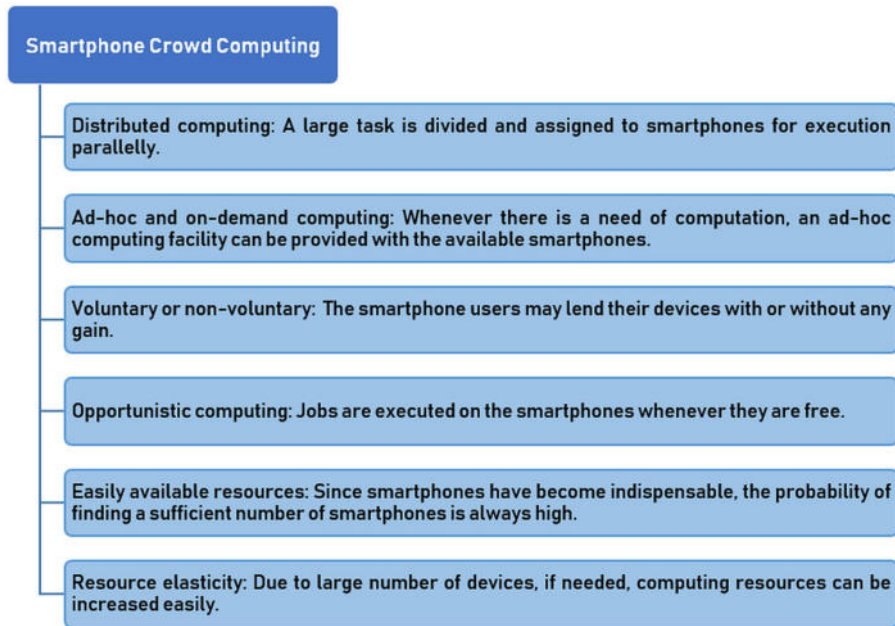 Smartphone Crowd Computing
Distributed computing: A large task is divided and assigned to smartphones for execution
parallelly.
Ad-hoc and on-demand computing: Whenever there is a need of computation, an ad-hoc
computing facility can be provided with the available smartphones.
Voluntary or non-voluntary: The smartphone users may lend their devices with or without any
gain.
Opportunistic computing: Jobs are executed on the smartphones whenever they are free.
Easily available resources: Since smartphones have become indispensable, the probability of
finding a sufficient number of smartphones is always high.
Resource elasticity: Due to large number of devices, if needed, computing resources can be
increased easily.